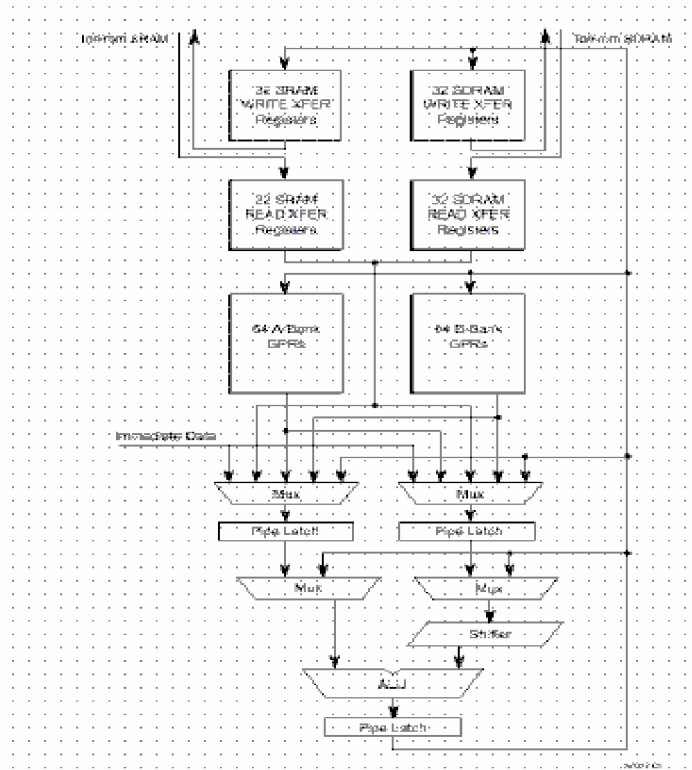 To/From SRAM
To/From SDRAM
32 SRAM
WRITE XFER
Registers
32 SDRAM
WRITE XFER
Registers
32 SRAM
READ XFER
Registers
32 SDRAM
READ XFER
Registers
64 A-Bank
GPRs
64 B-Bank
GPRs
Immediate Data
Mux
Mux
Pipe Latch
Pipe Latch
Mux
Mux
Shifter
ALU
Pipe Latch